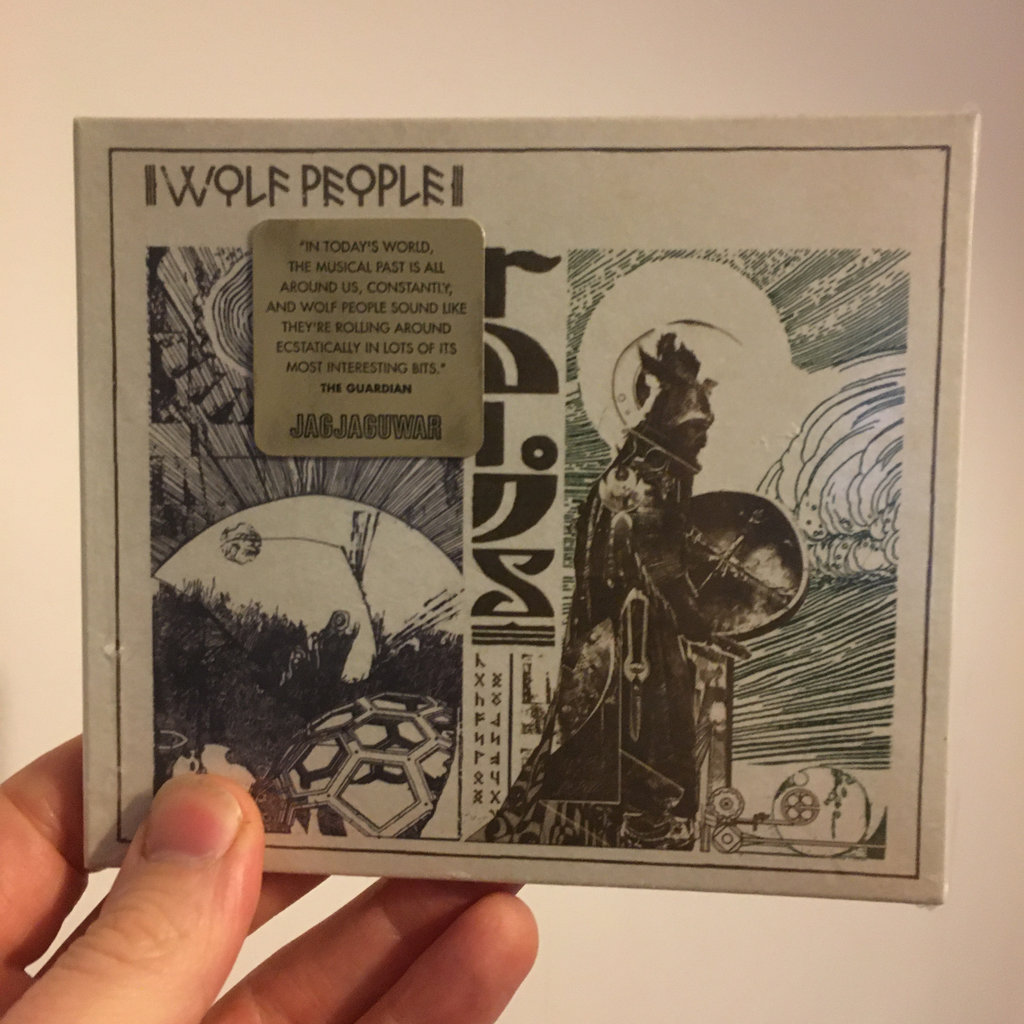 WOLF PEOPLE
"IN TODAY'S WORLD,
THE MUSICAL PAST IS ALL
AROUND US, CONSTANTLY,
AND WOLF PEOPLE SOUND LIKE
THEY'RE ROLLING AROUND
ECSTATICALLY IN LOTS OF ITS
MOST INTERESTING BITS."
THE GUARDIAN
JAGJAGUWAR